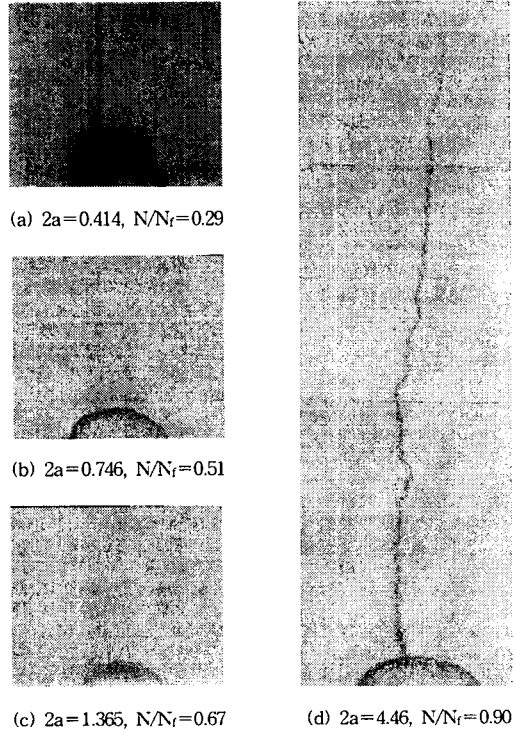 (a) 2a=0.414, N/Nf=0.29
(b) 2a=0.746, N/Nf=0.51
(c) 2a=1.365, N/Nf=0.67
(d) 2a=4.46, N/Nf=0.90